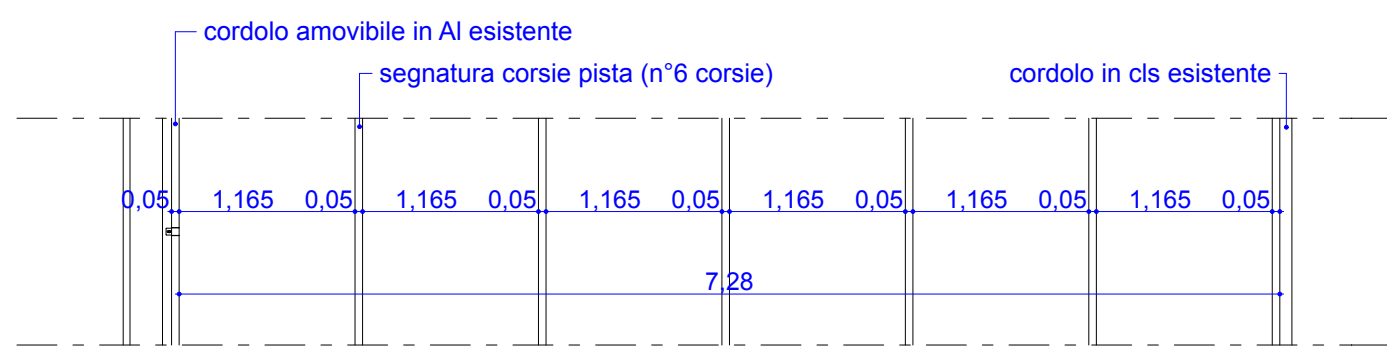 cordolo amovibile in Al esistente
segnatura corsie pista (n°6 corsie)
cordolo in cls esistente
0,05 1,165 0,05 1,165 0,05 1,165 0,05 1,165 0,05 1,165 0,05 1,165 0,05
7,28